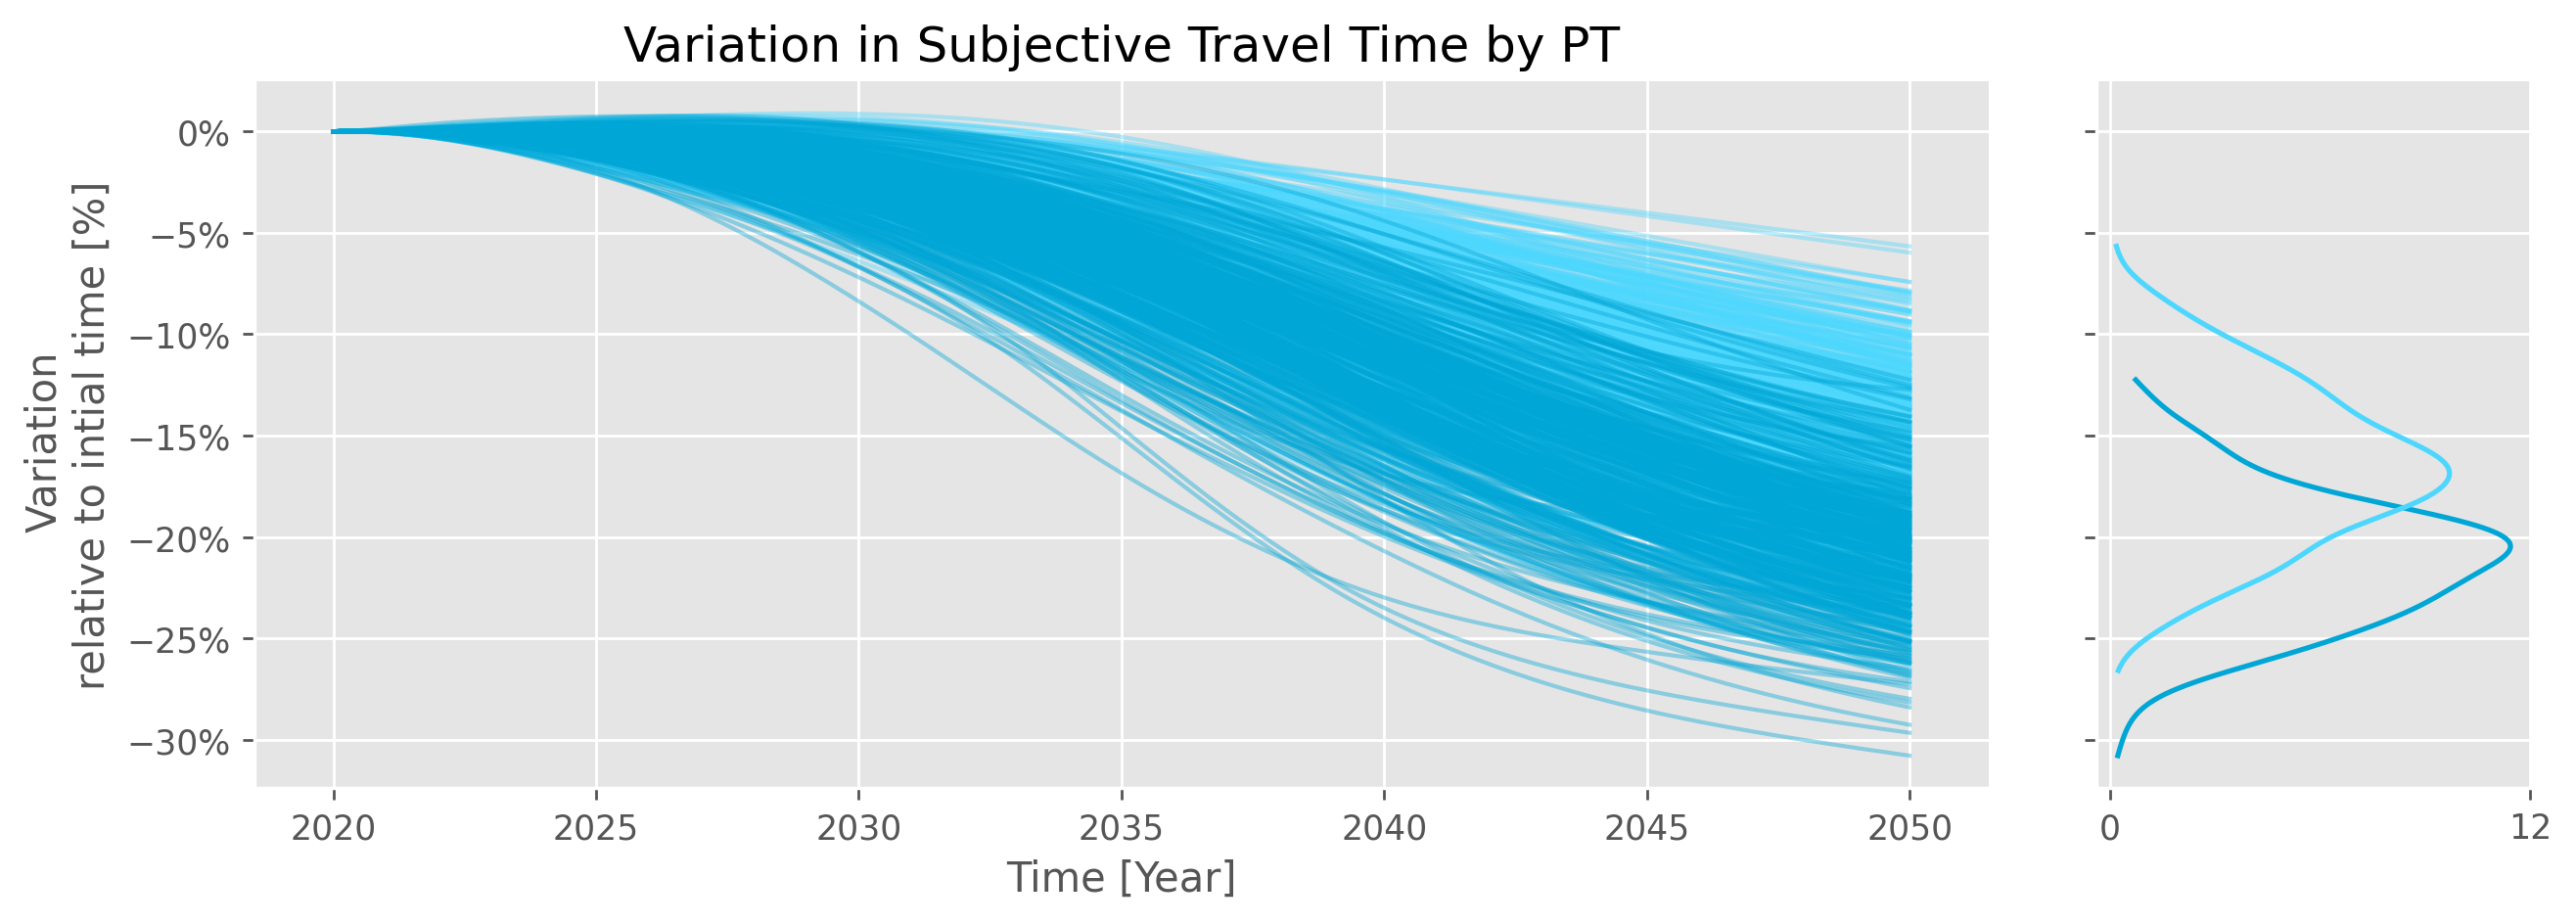 Variation in Subjective Travel Time by PT
Variation
relative to intial time [%]
0%
−5%
−10%
−15%
−20%
−25%
−30%
2020 2025 2030 2035 2040 2045 2050
Time [Year]
0 12